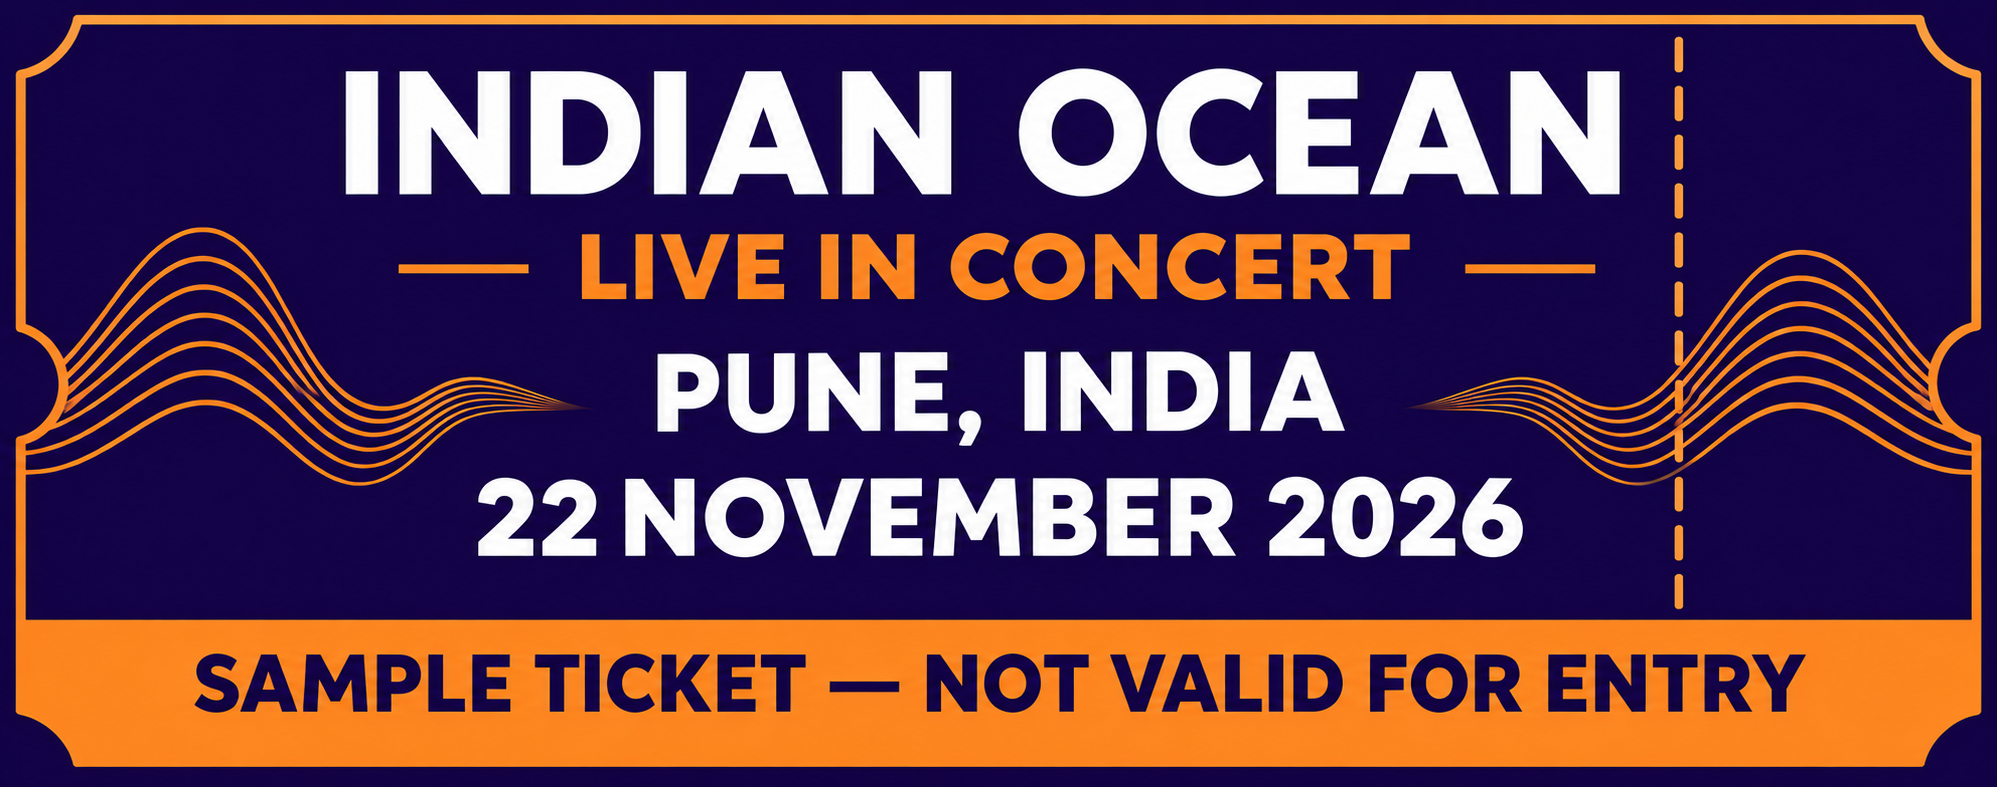 INDIAN OCEAN
LIVE IN CONCERT
PUNE, INDIA
22 NOVEMBER 2026
SAMPLE TICKET — NOT VALID FOR ENTRY